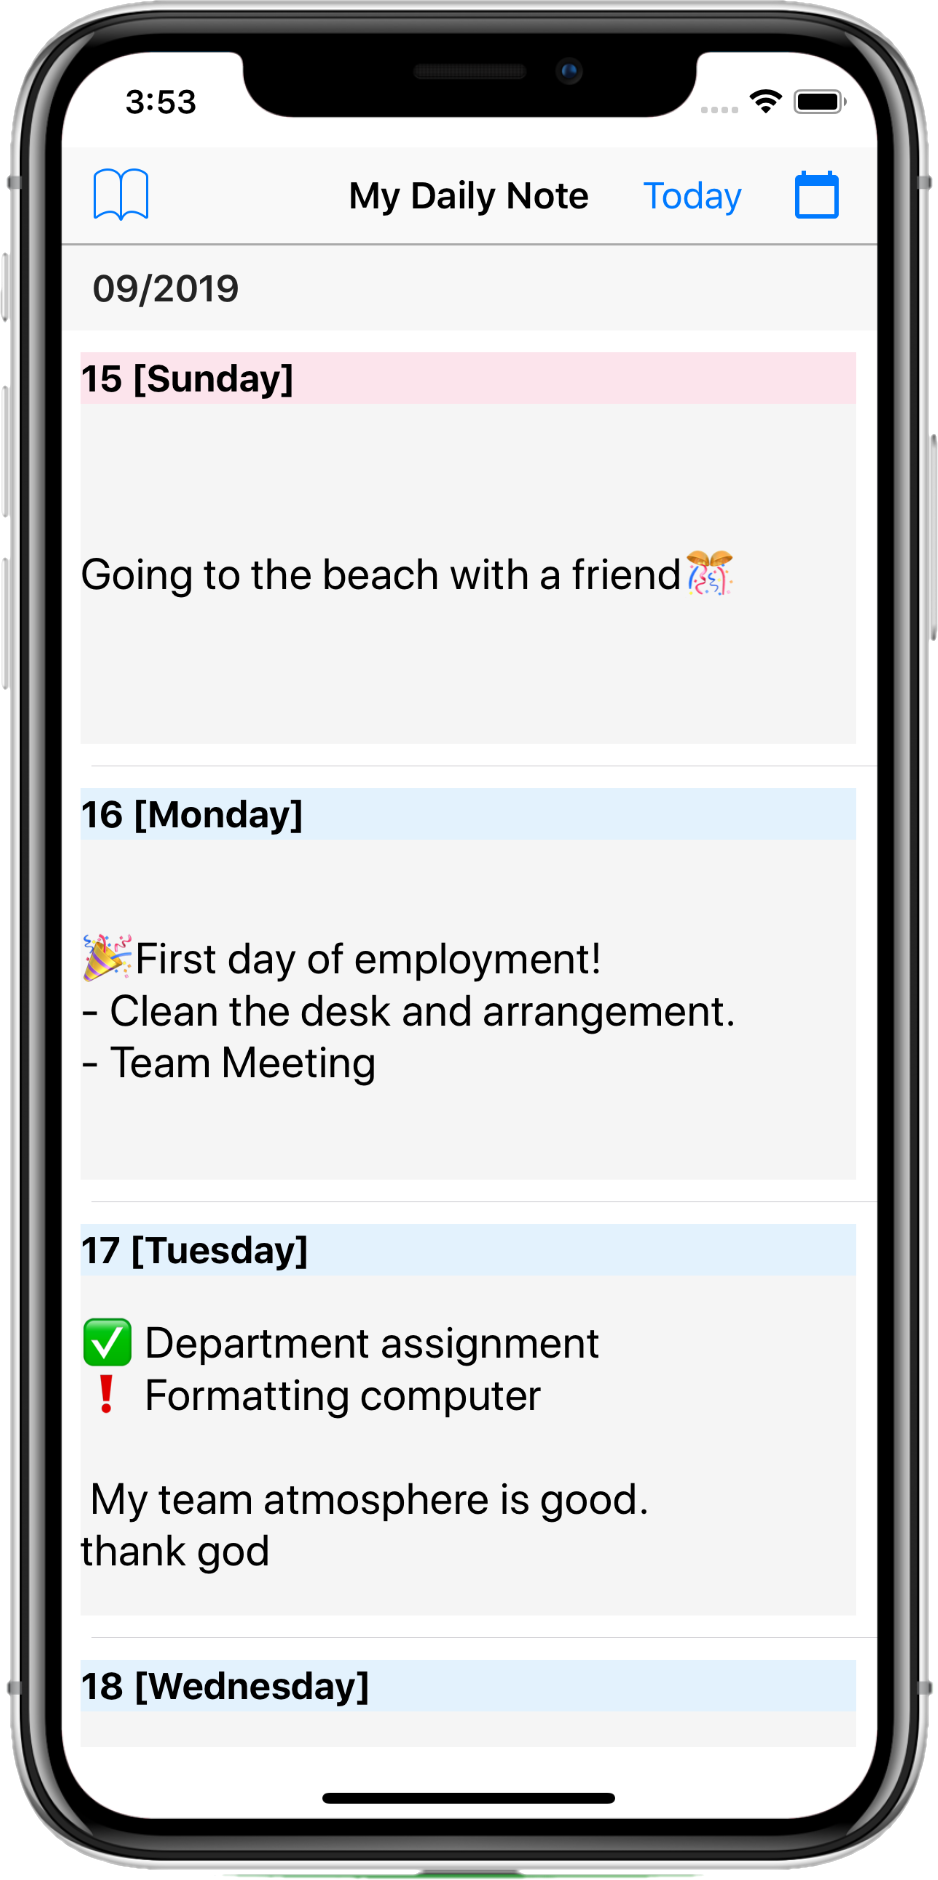 3:53
My Daily Note Today
09/2019
15 [Sunday]
Going to the beach with a friend🎊
16 [Monday]
🎉First day of employment!
- Clean the desk and arrangement.
- Team Meeting
17 [Tuesday]
✅ Department assignment
❗ Formatting computer
My team atmosphere is good.
thank god
18 [Wednesday]